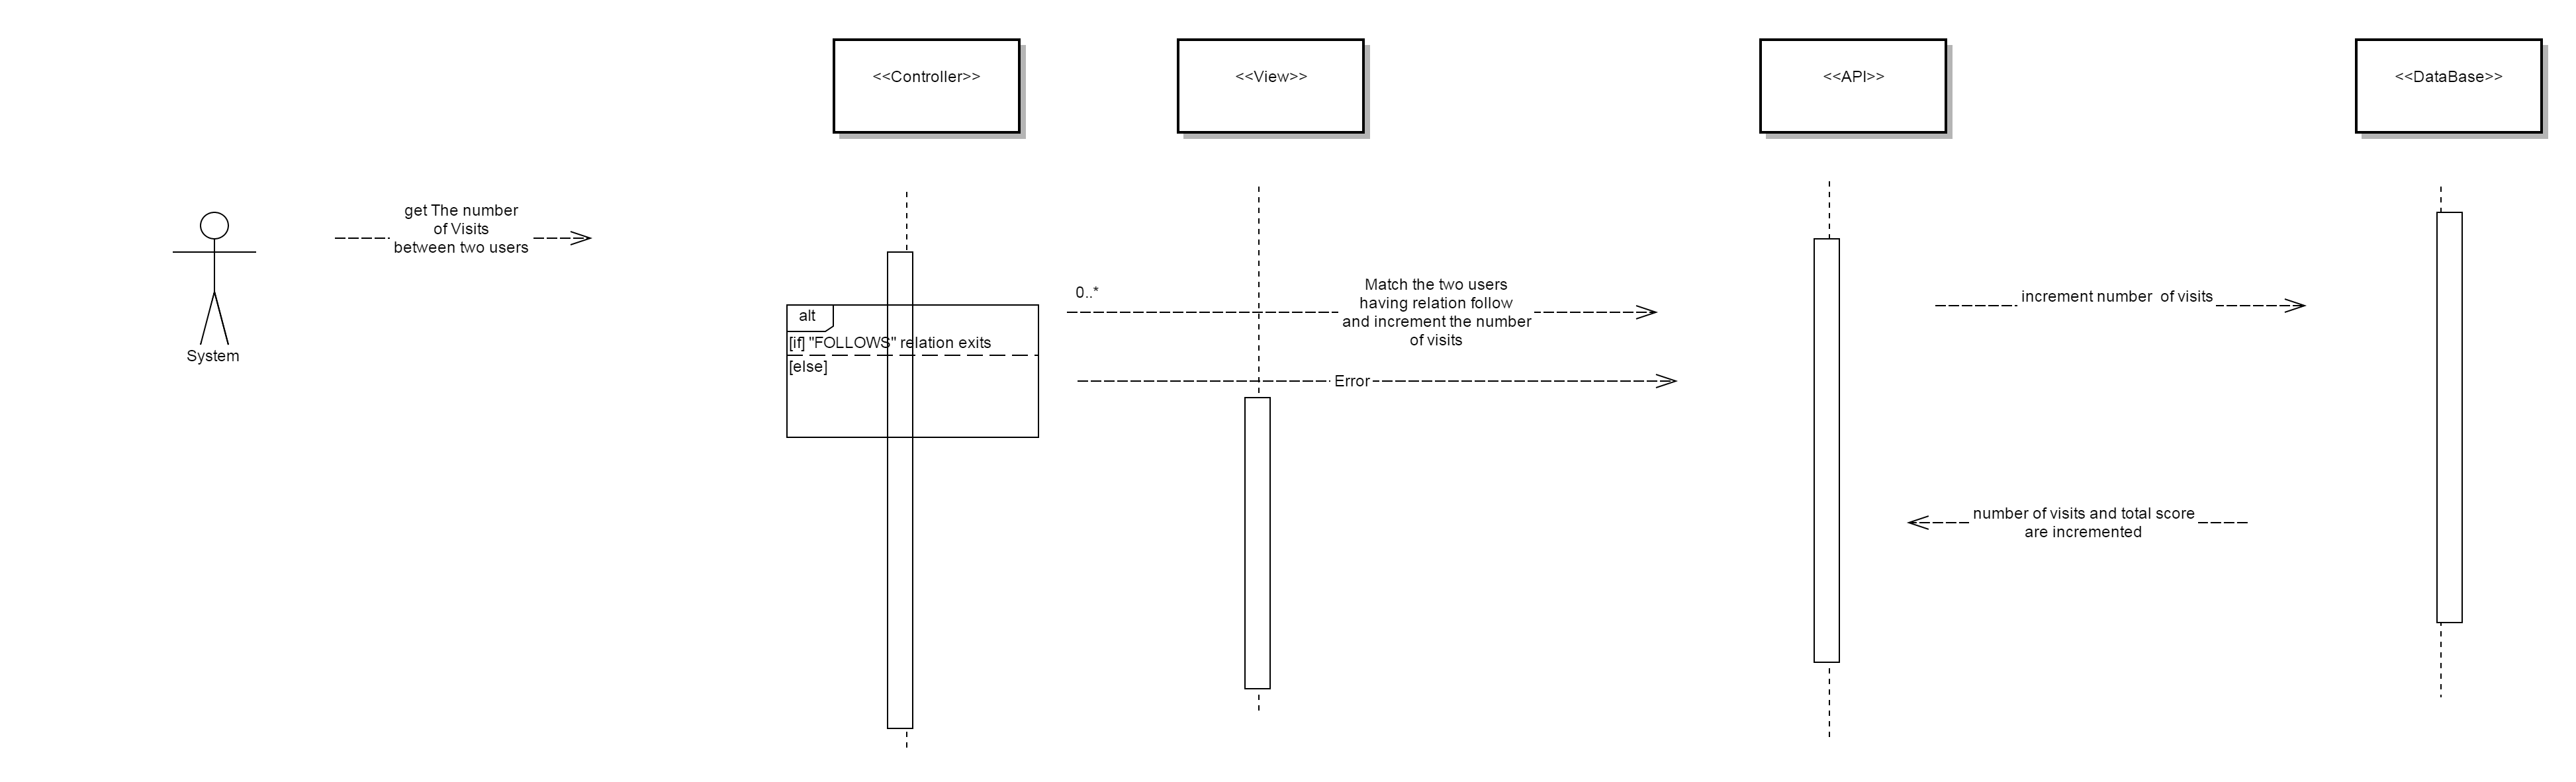 <<Controller>>
<<View>>
<<API>>
<<DataBase>>
get The number
of Visits
between two users
System
alt
[if] "FOLLOWS" relation exits
[else]
0..*
Match the two users
having relation follow
and increment the number
of visits
Error
increment number  of visits
number of visits and total score
are incremented